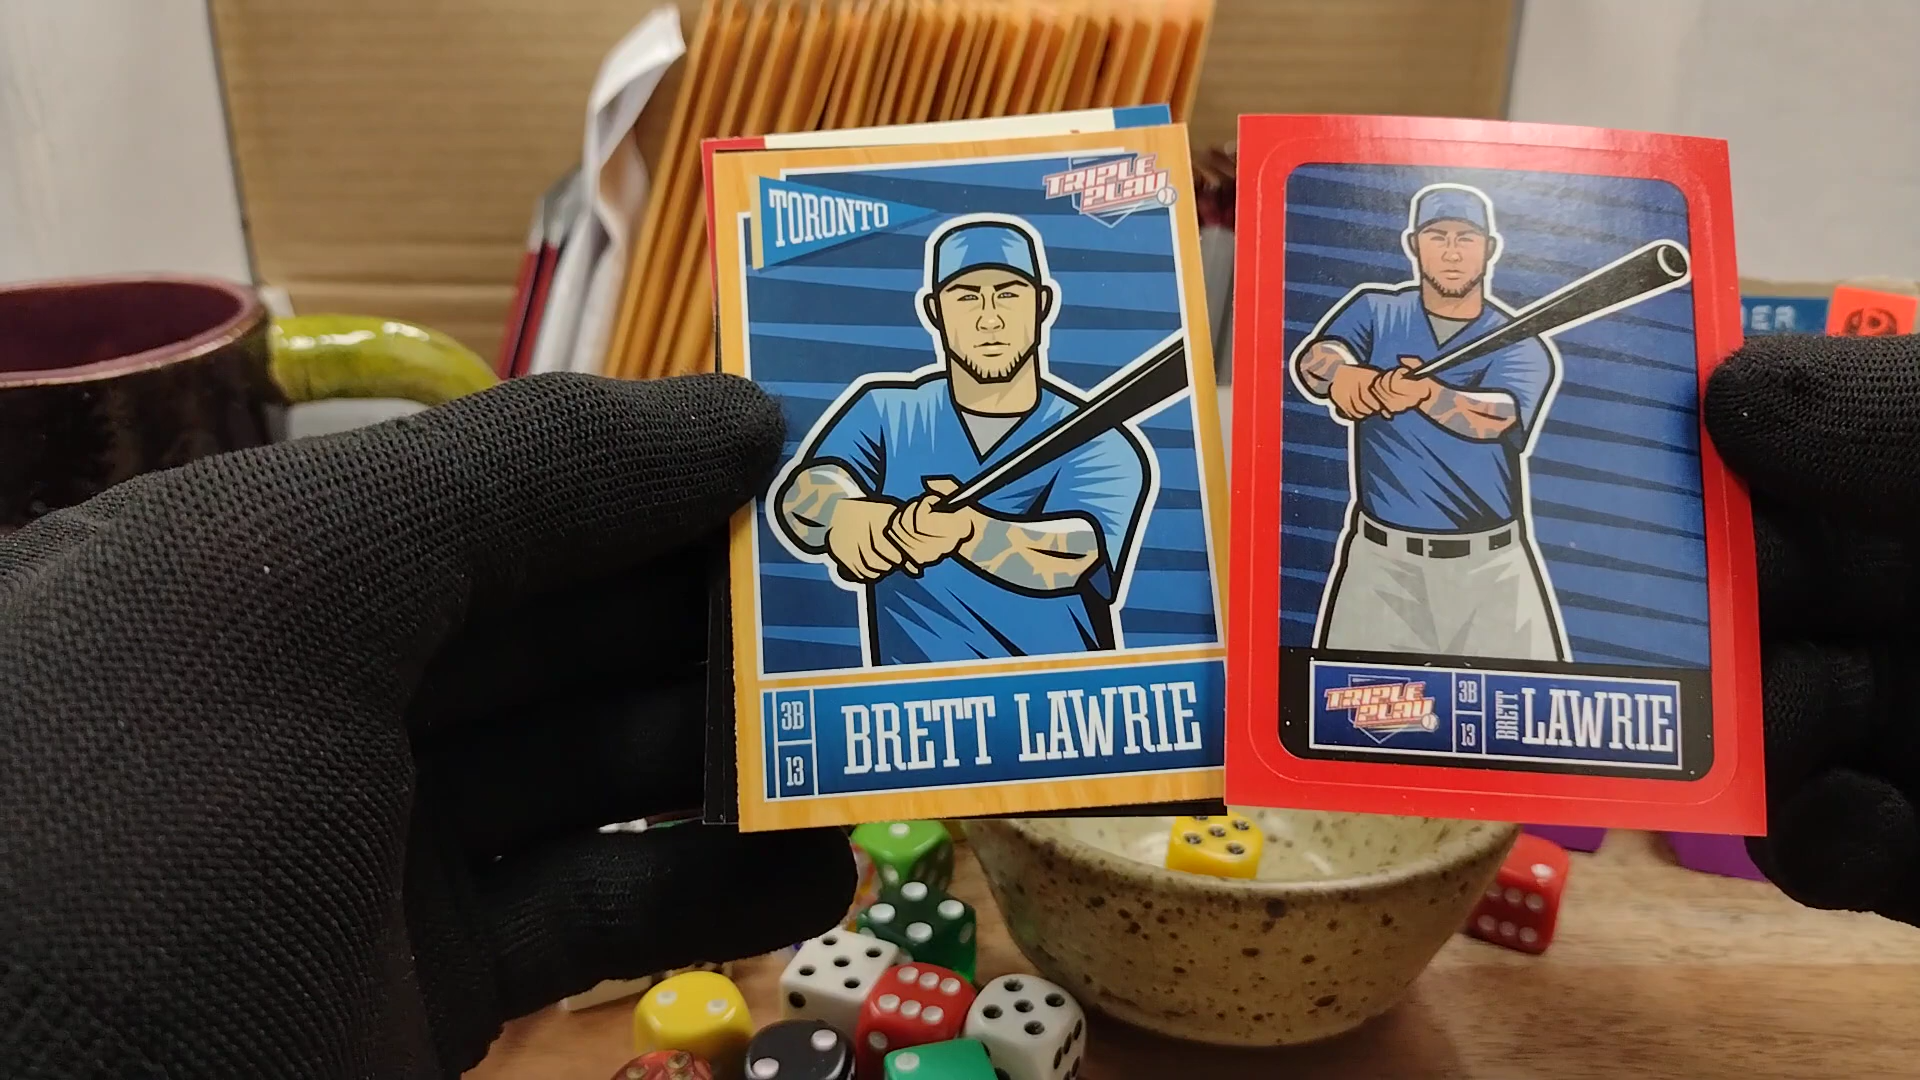 TORONTO
TRIPLE
PLAY
3B
13
BRETT LAWRIE
TRIPLE
PLAY
3B
13
BRETT
LAWRIE